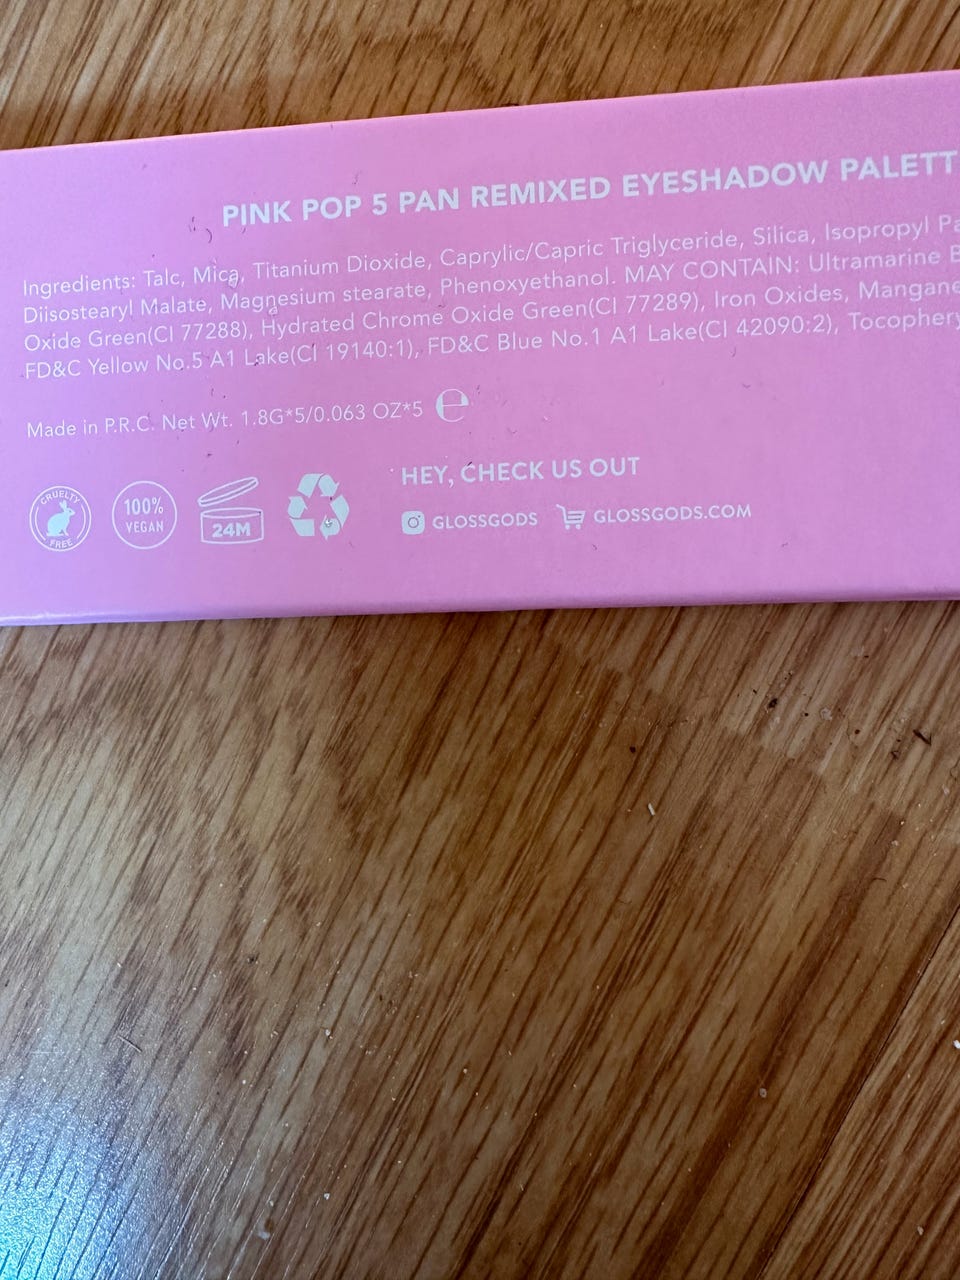 PINK POP 5 PAN REMIXED EYESHADOW PALETT
Ingredients: Talc, Mica, Titanium Dioxide, Caprylic/Capric Triglyceride, Silica, Isopropyl Pa
Diisostearyl Malate, Magnesium stearate, Phenoxyethanol. MAY CONTAIN: Ultramarine B
Oxide Green(CI 77288), Hydrated Chrome Oxide Green(CI 77289), Iron Oxides, Mangane
FD&C Yellow No.5 A1 Lake(CI 19140:1), FD&C Blue No.1 A1 Lake(CI 42090:2), Tocophery
Made in P.R.C. Net Wt. 1.8G*5/0.063 OZ*5 ℮
HEY, CHECK US OUT
CRUELTY
FREE
100%
VEGAN
24M
GLOSSGODS GLOSSGODS.COM